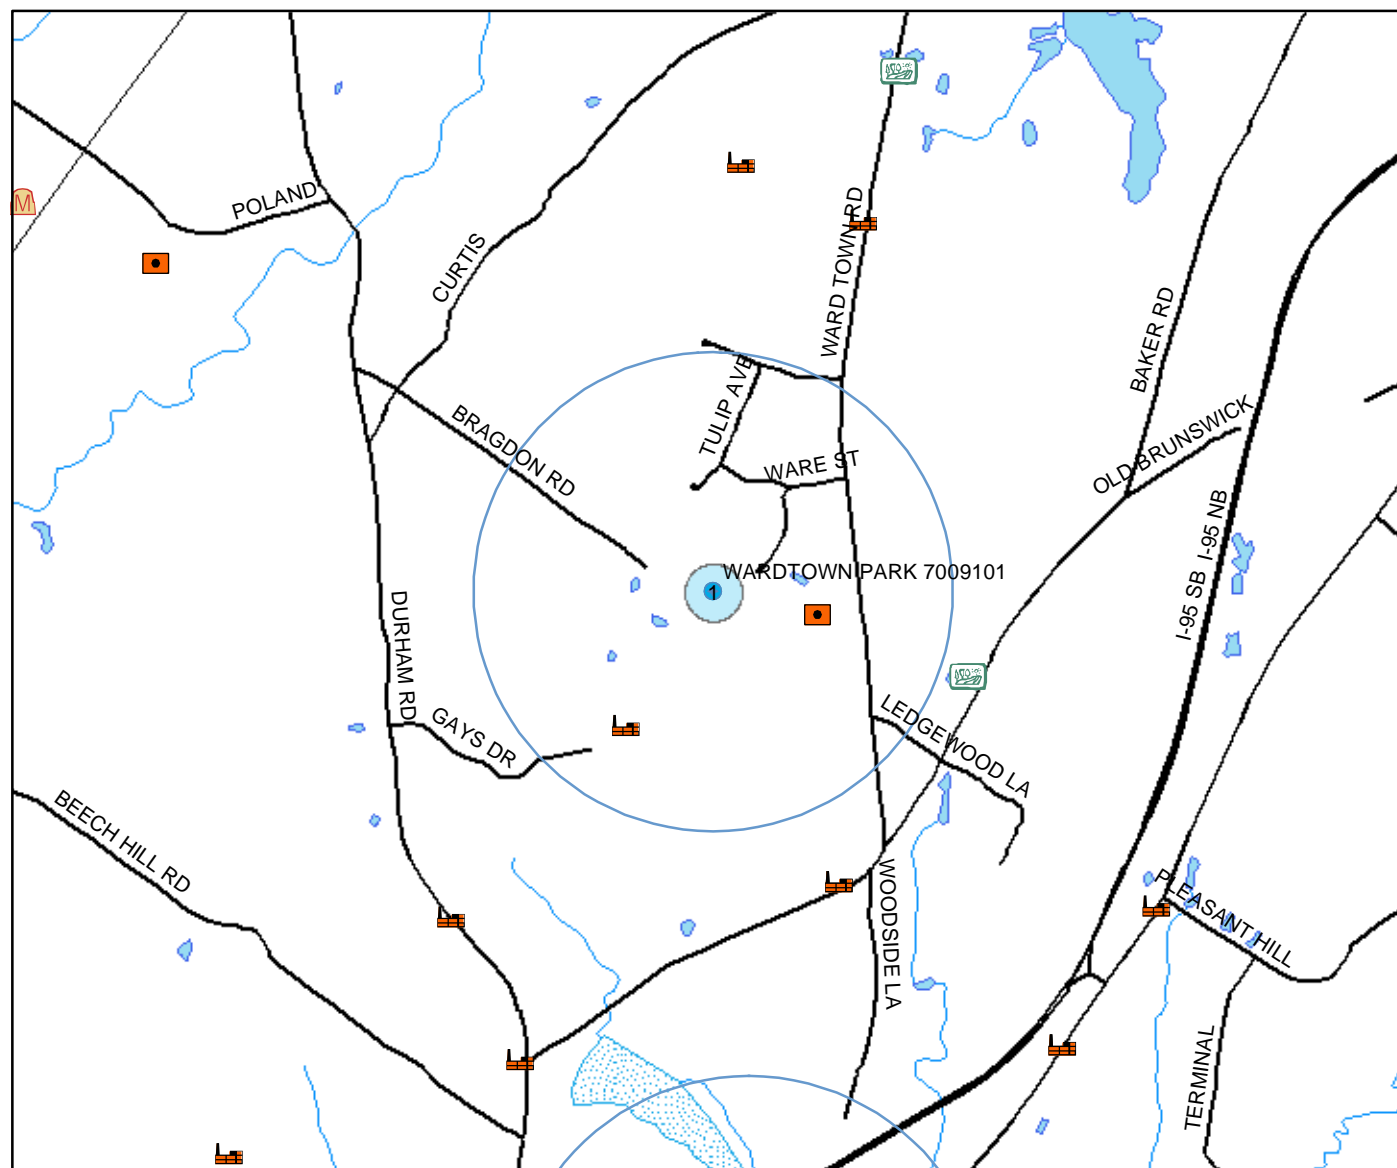 POLAND
M
CURTIS
WARD TOWN RD
BAKER RD
TULIP AVE
BRAGDON RD
WARE ST
OLD BRUNSWICK
I-95 SB I-95 NB
WARDTOWN PARK 7009101
1
DURHAM RD
GAYS DR
LEDGEWOOD LA
BEECH HILL RD
WOODSIDE LA
PLEASANT HILL
TERMINAL